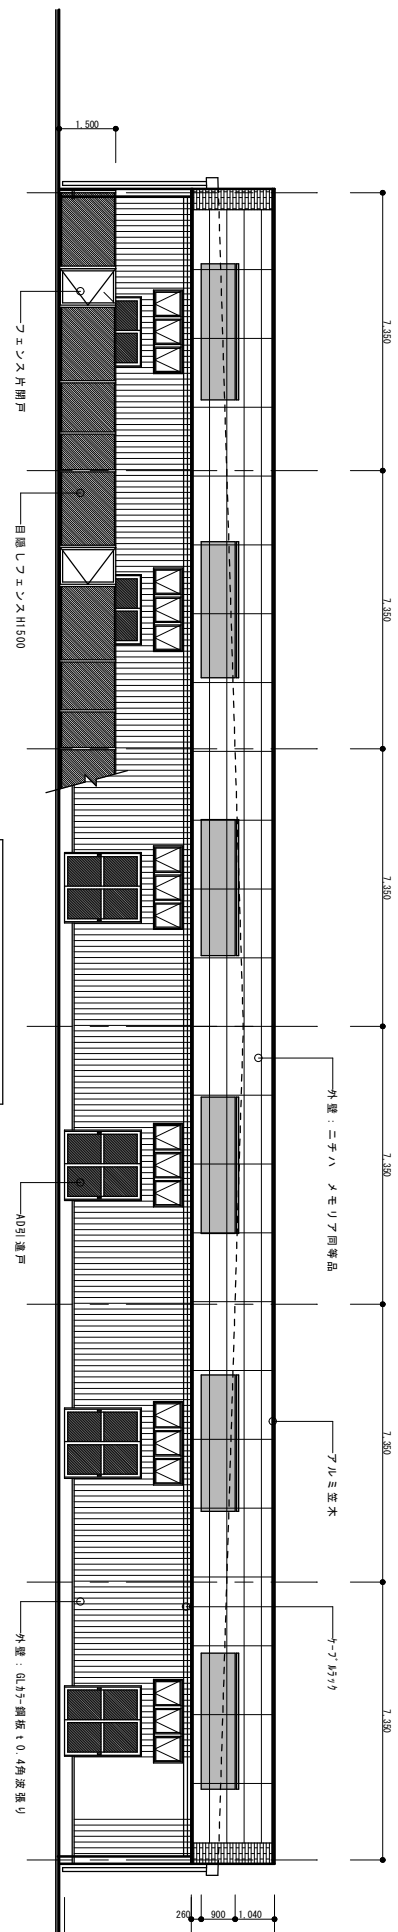 1,500
7,350
7,350
7,350
7,350
7,350
7,350
フェンス片開戸
目隠しフェンスH1500
外壁：ニチハ　メモリア同等品
AD引違戸
アルミ笠木
ｹｰﾌﾞﾙﾗｯｸ
外壁：GLｶﾗｰ鋼板 t 0.4角波張り
260
900
1,040